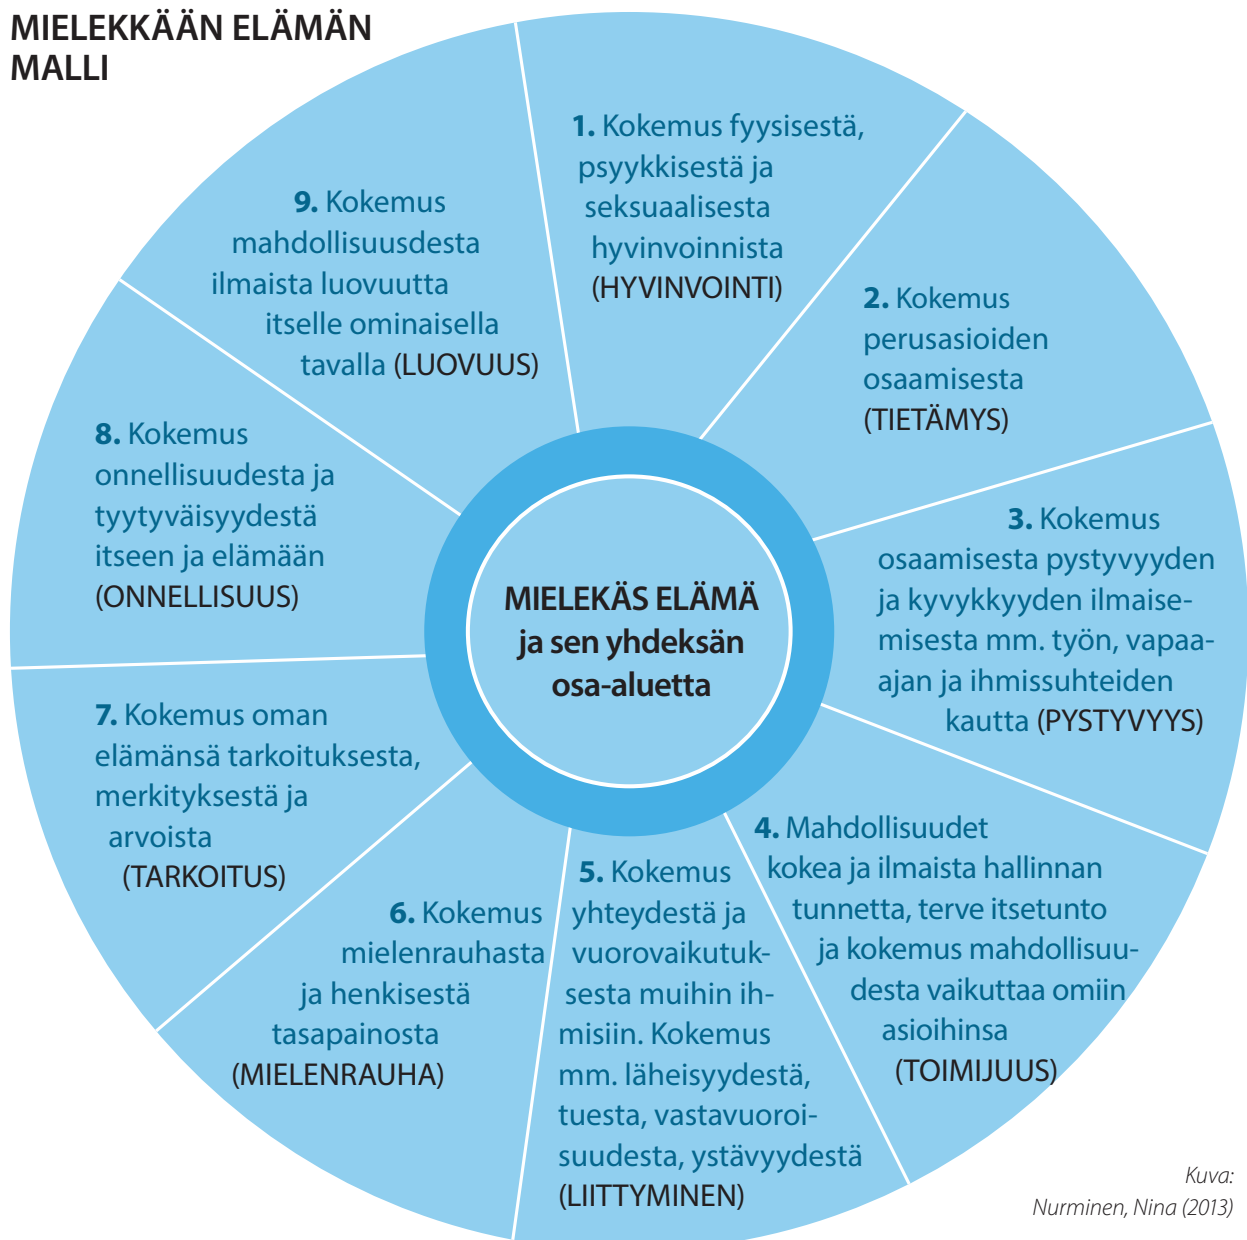 MIELEKKÄÄN ELÄMÄN
MALLI
1. Kokemus fyysisestä,
psyykkisestä ja
seksuaalisesta
hyvinvoinnista
(HYVINVOINTI)
2. Kokemus
perusasioiden
osaamisesta
(TIETÄMYS)
3. Kokemus
osaamisesta pystyvyyden
ja kyvykkyyden ilmaise-
misesta mm. työn, vapaa-
ajan ja ihmissuhteiden
kautta (PYSTYVYYS)
4. Mahdollisuudet
kokea ja ilmaista hallinnan
tunnetta, terve itsetunto
ja kokemus mahdollisuu-
desta vaikuttaa omiin
asioihinsa
(TOIMIJUUS)
5. Kokemus
yhteydestä ja
vuorovaikutuk-
sesta muihin ih-
misiin. Kokemus
mm. läheisyydestä,
tuesta, vastavuoroi-
suudesta, ystävyydestä
(LIITTYMINEN)
6. Kokemus
mielenrauhasta
ja henkisestä
tasapainosta
(MIELENRAUHA)
7. Kokemus oman
elämänsä tarkoituksesta,
merkityksestä ja
arvoista
(TARKOITUS)
8. Kokemus
onnellisuudesta ja
tyytyväisyydestä
itseen ja elämään
(ONNELLISUUS)
9. Kokemus
mahdollisuusdesta
ilmaista luovuutta
itselle ominaisella
tavalla (LUOVUUS)
MIELEKÄS ELÄMÄ
ja sen yhdeksän
osa-aluetta
Kuva:
Nurminen, Nina (2013)